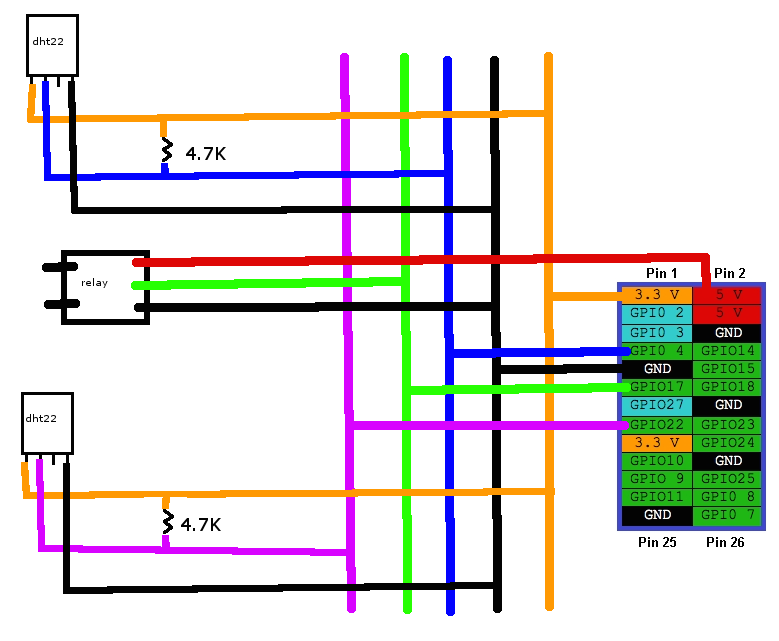 dht22
4.7K
relay
Pin 1 Pin 2
3.3 V 5 V
GPIO 2 5 V
GPIO 3 GND
GPIO 4 GPIO14
GND GPIO15
GPIO17 GPIO18
GPIO27 GND
GPIO22 GPIO23
3.3 V GPIO24
GPIO10 GND
GPIO 9 GPIO25
GPIO11 GPIO 8
GND GPIO 7
Pin 25 Pin 26
dht22
4.7K